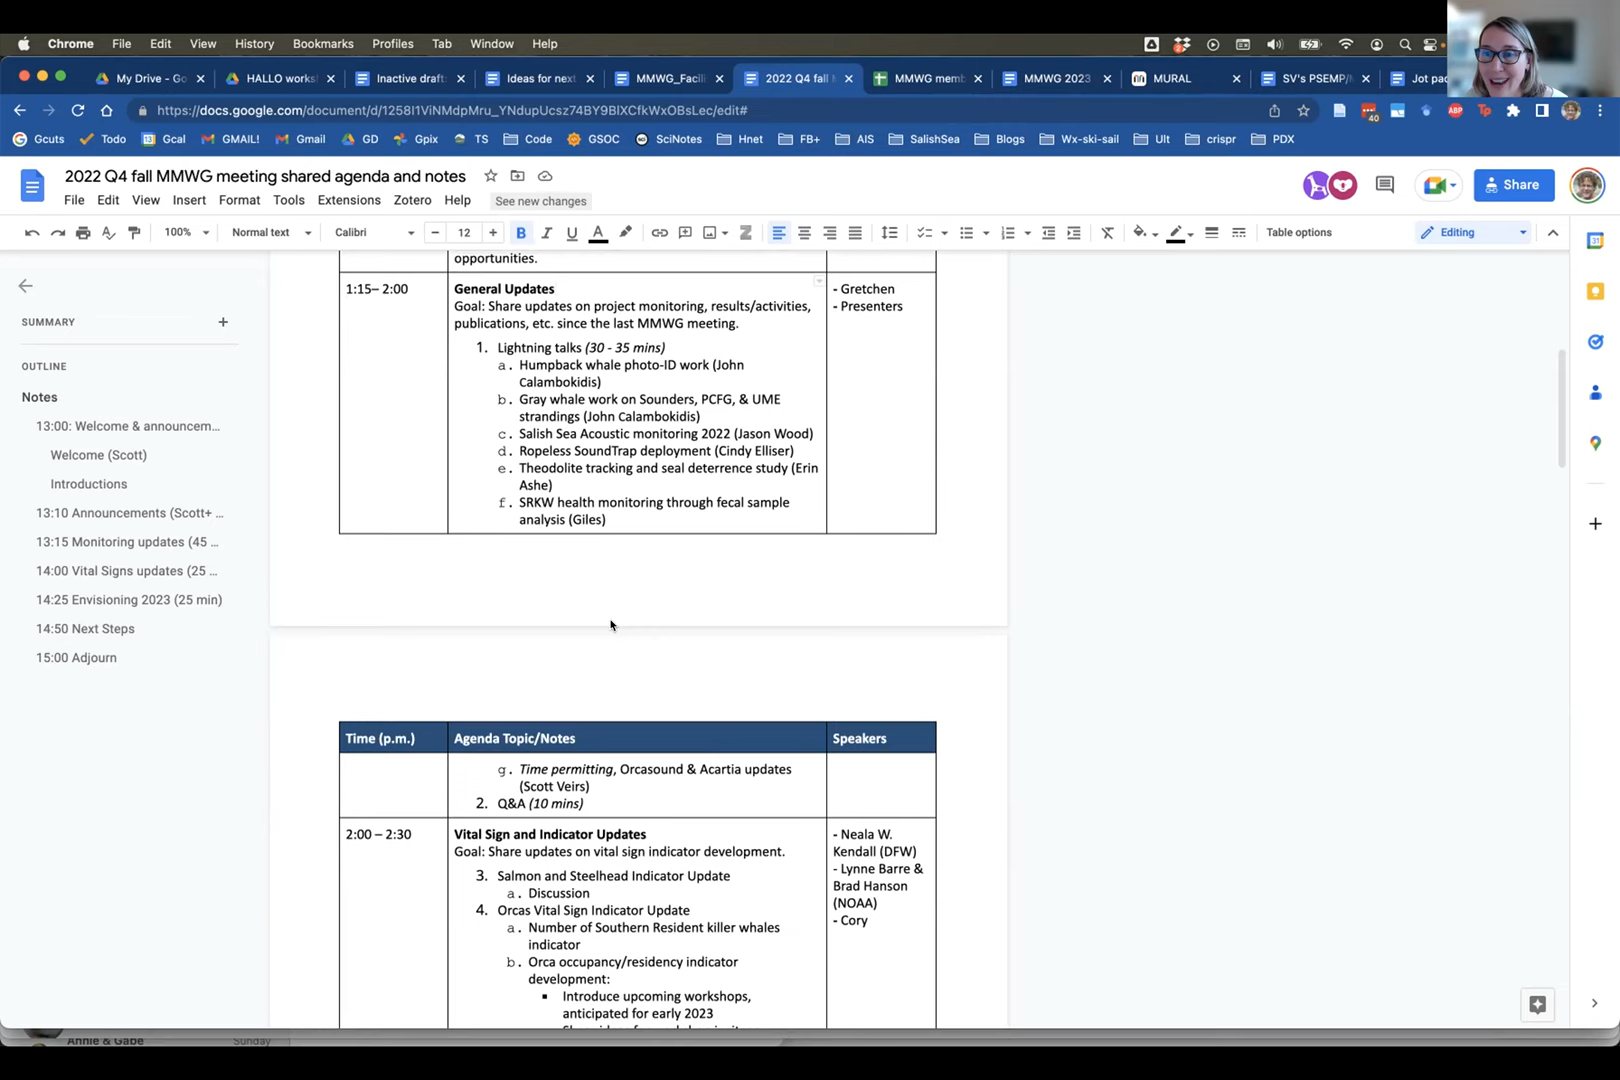 Chrome File Edit View History Bookmarks Profiles Tab Window Help
My Drive - Go
HALLO works
Inactive draft
Ideas for next
MMWG_Facili
2022 Q4 fall
MMWG memb
MMWG 2023
MURAL
SV's PSEMP/
Jot pad
https://docs.google.com/document/d/1258I1ViNMdpMru_YNdupUcsz74BY9BlXCfkWxOBsLec/edit#
40
ABP
Gcuts Todo Gcal GMAIL! Gmail GD Gpix TS Code GSOC SciNotes Hnet FB+ AIS SalishSea Blogs Wx-ski-sail Ult crispr PDX
2022 Q4 fall MMWG meeting shared agenda and notes
File Edit View Insert Format Tools Extensions Zotero Help See new changes
Share
100% Normal text Calibri 12 Table options Editing
SUMMARY
OUTLINE
Notes
13:00: Welcome & announcem...
Welcome (Scott)
Introductions
13:10 Announcements (Scott+ ...
13:15 Monitoring updates (45 ...
14:00 Vital Signs updates (25 ...
14:25 Envisioning 2023 (25 min)
14:50 Next Steps
15:00 Adjourn
opportunities.
1:15– 2:00
General Updates
Goal: Share updates on project monitoring, results/activities,
publications, etc. since the last MMWG meeting.
1. Lightning talks (30 - 35 mins)
a. Humpback whale photo-ID work (John
Calambokidis)
b. Gray whale work on Sounders, PCFG, & UME
strandings (John Calambokidis)
c. Salish Sea Acoustic monitoring 2022 (Jason Wood)
d. Ropeless SoundTrap deployment (Cindy Elliser)
e. Theodolite tracking and seal deterrence study (Erin
Ashe)
f. SRKW health monitoring through fecal sample
analysis (Giles)
- Gretchen
- Presenters
Time (p.m.) Agenda Topic/Notes Speakers
g. Time permitting, Orcasound & Acartia updates
(Scott Veirs)
2. Q&A (10 mins)
2:00 – 2:30
Vital Sign and Indicator Updates
Goal: Share updates on vital sign indicator development.
3. Salmon and Steelhead Indicator Update
a. Discussion
4. Orcas Vital Sign Indicator Update
a. Number of Southern Resident killer whales
indicator
b. Orca occupancy/residency indicator
development:
▪ Introduce upcoming workshops,
anticipated for early 2023
- Neala W.
Kendall (DFW)
- Lynne Barre &
Brad Hanson
(NOAA)
- Cory
Annie & Gabe
Sunday